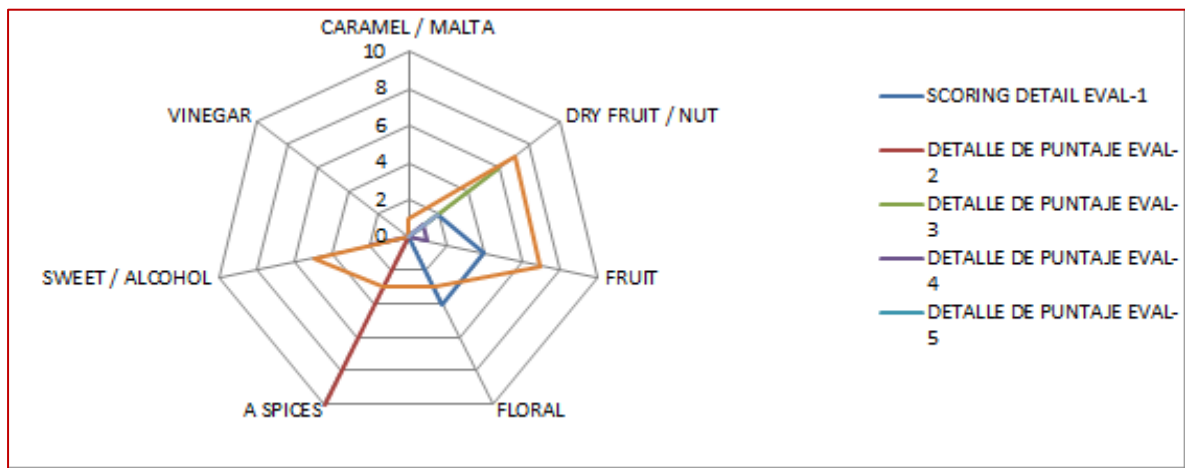 CARAMEL / MALTA
10
8
6
4
2
0
DRY FRUIT / NUT
FRUIT
FLORAL
A SPICES
SWEET / ALCOHOL
VINEGAR
SCORING DETAIL EVAL-1
DETALLE DE PUNTAJE EVAL-
2
DETALLE DE PUNTAJE EVAL-
3
DETALLE DE PUNTAJE EVAL-
4
DETALLE DE PUNTAJE EVAL-
5